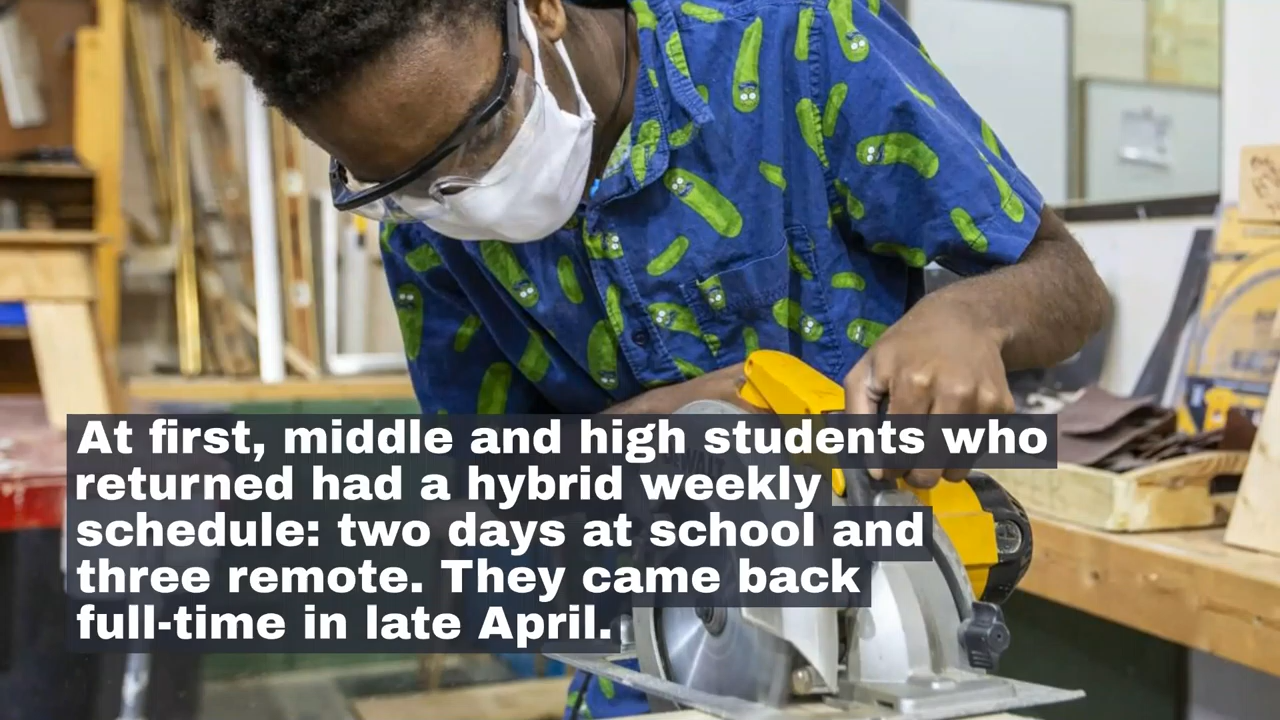 At first, middle and high students who
returned had a hybrid weekly
schedule: two days at school and
three remote. They came back
full-time in late April.